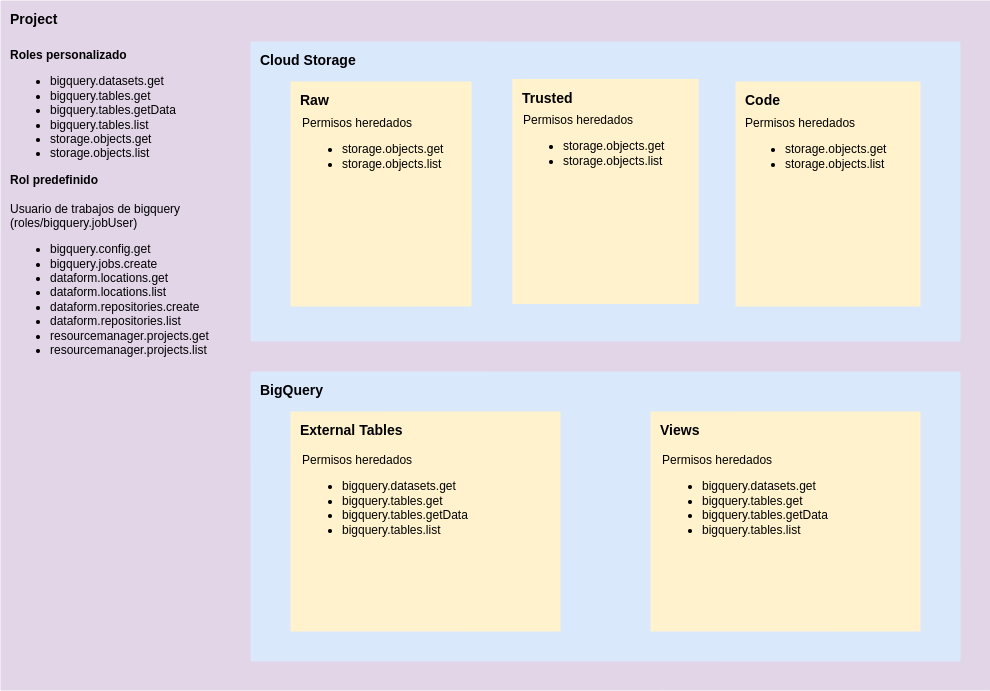 Project
Roles personalizado
bigquery.datasets.get
bigquery.tables.get
bigquery.tables.getData
bigquery.tables.list
storage.objects.get
storage.objects.list
Rol predefinido
Usuario de trabajos de bigquery
(roles/bigquery.jobUser)
bigquery.config.get
bigquery.jobs.create
dataform.locations.get
dataform.locations.list
dataform.repositories.create
dataform.repositories.list
resourcemanager.projects.get
resourcemanager.projects.list
Cloud Storage
Raw
Permisos heredados
storage.objects.get
storage.objects.list
Trusted
Permisos heredados
storage.objects.get
storage.objects.list
Code
Permisos heredados
storage.objects.get
storage.objects.list
BigQuery
External Tables
Permisos heredados
bigquery.datasets.get
bigquery.tables.get
bigquery.tables.getData
bigquery.tables.list
Views
Permisos heredados
bigquery.datasets.get
bigquery.tables.get
bigquery.tables.getData
bigquery.tables.list